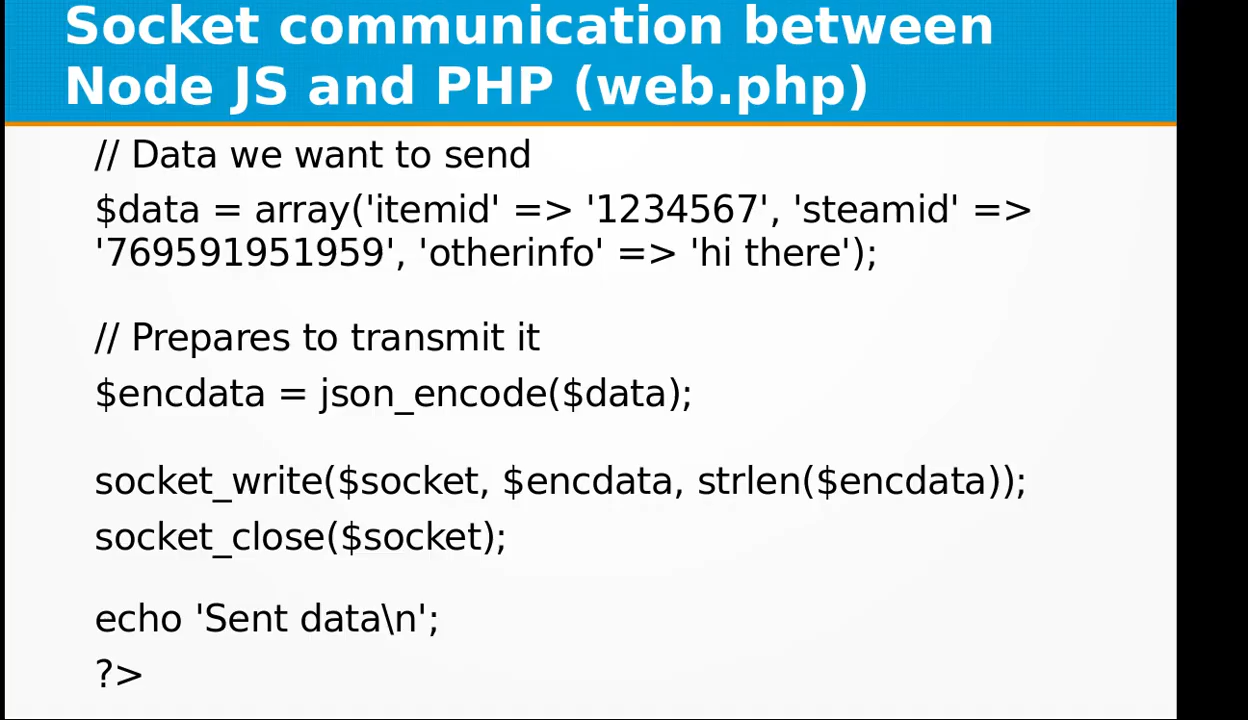 Socket communication between
Node JS and PHP (web.php)
// Data we want to send
$data = array('itemid' => '1234567', 'steamid' =>
'769591951959', 'otherinfo' => 'hi there');
// Prepares to transmit it
$encdata = json_encode($data);
socket_write($socket, $encdata, strlen($encdata));
socket_close($socket);
echo 'Sent data\n';
?>